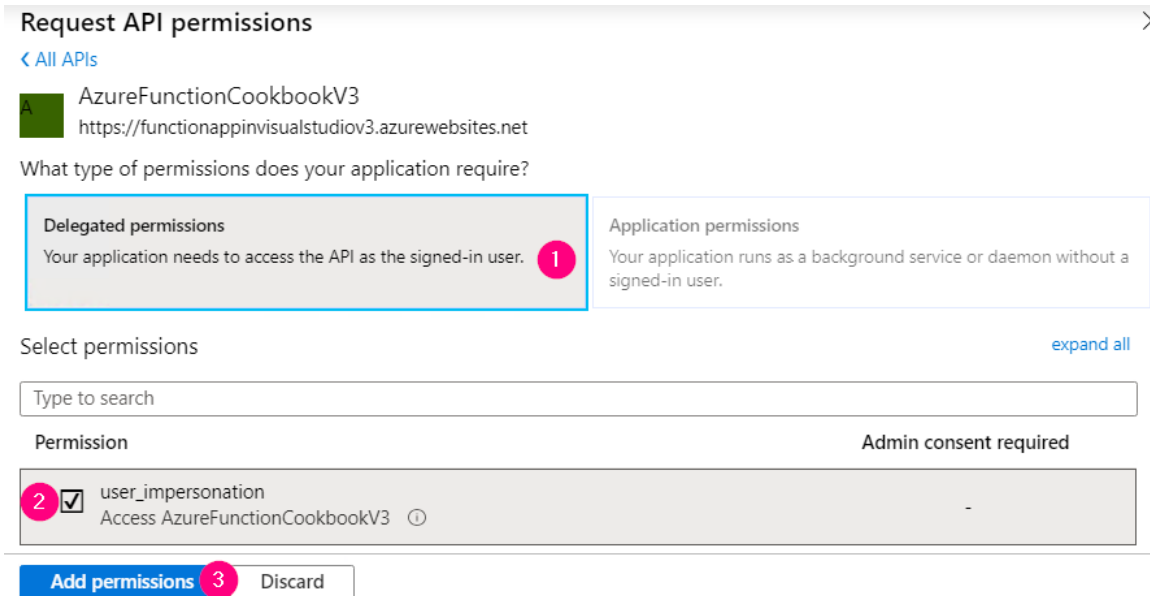 Request API permissions
All APIs
A
AzureFunctionCookbookV3
https://functionappinvisualstudiov3.azurewebsites.net
What type of permissions does your application require?
Delegated permissions
Your application needs to access the API as the signed-in user.
1
Application permissions
Your application runs as a background service or daemon without a
signed-in user.
Select permissions
expand all
Type to search
Permission
Admin consent required
2
user_impersonation
Access AzureFunctionCookbookV3
-
Add permissions
3
Discard